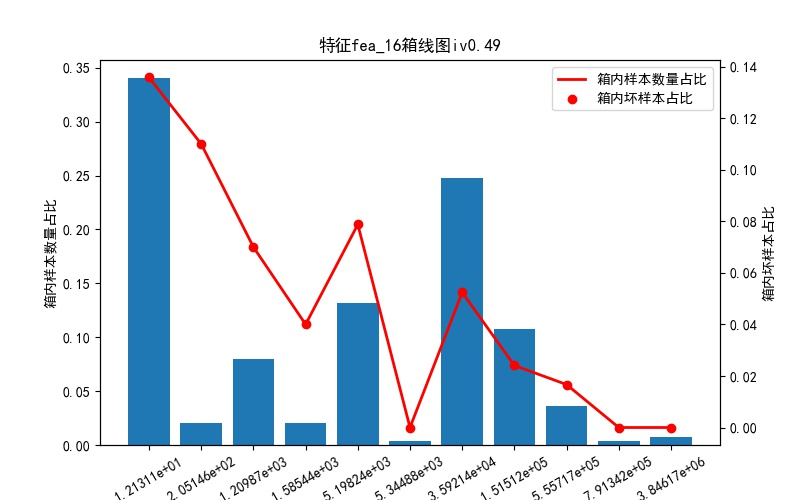 特征fea_16箱线图iv0.49
箱内样本数量占比
箱内坏样本占比
0.35
0.30
0.25
0.20
0.15
0.10
0.05
0.00
箱内样本数量占比
0.14
0.12
0.10
0.08
0.06
0.04
0.02
0.00
箱内坏样本占比
1.21311e+01
2.05146e+02
1.20987e+03
1.58544e+03
5.19824e+03
5.34488e+03
3.59214e+04
1.51512e+05
5.55717e+05
7.91342e+05
3.84617e+06